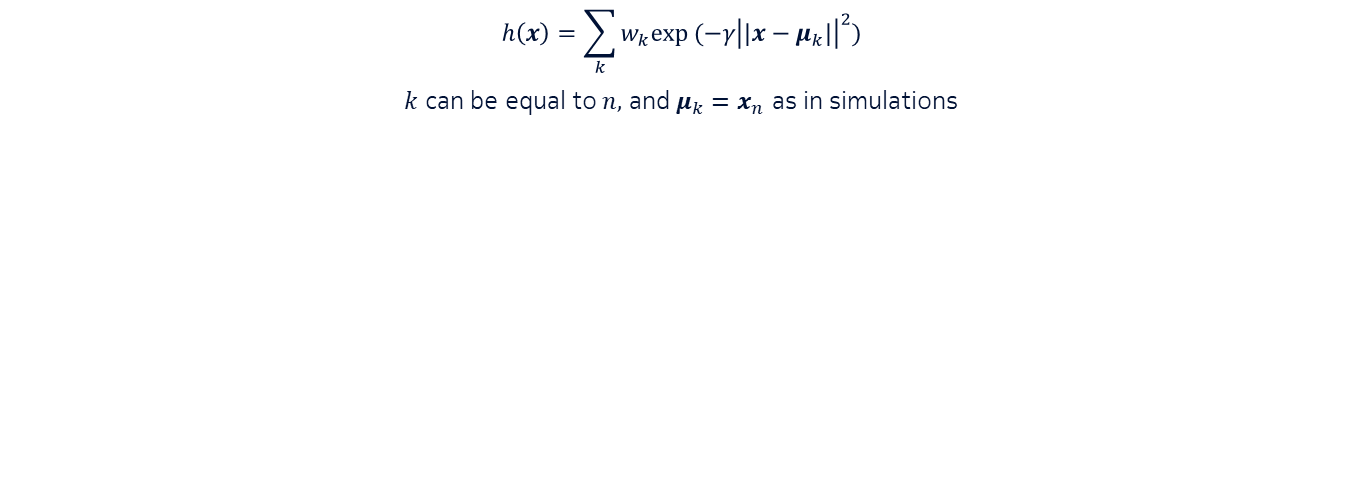 h(x) = ∑_k w_k exp (−γ||x − μ_k||²)
k can be equal to n, and μ_k = x_n as in simulations